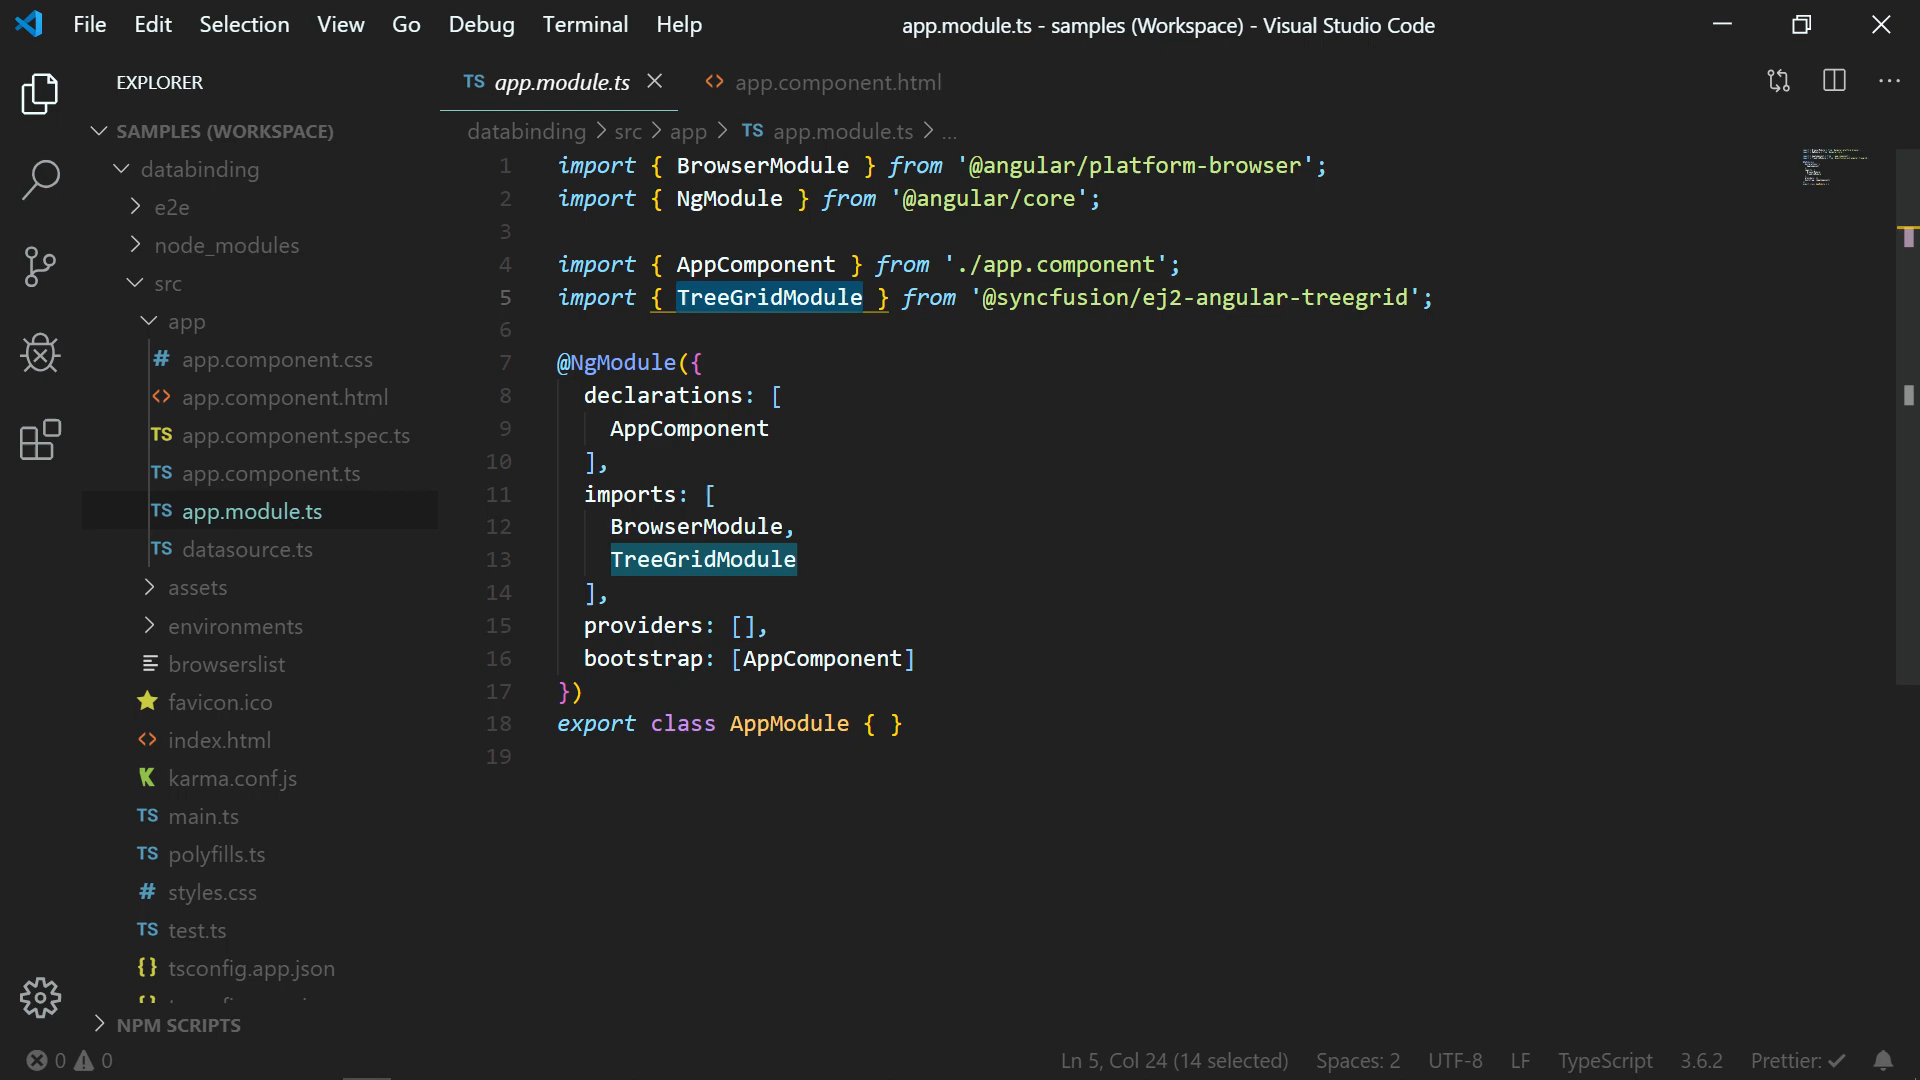 File Edit Selection View Go Debug Terminal Help
app.module.ts - samples (Workspace) - Visual Studio Code
EXPLORER
SAMPLES (WORKSPACE)
databinding
e2e
node_modules
src
app
# app.component.css
<> app.component.html
TS app.component.spec.ts
TS app.component.ts
TS app.module.ts
TS datasource.ts
assets
environments
browserslist
favicon.ico
<> index.html
K karma.conf.js
TS main.ts
TS polyfills.ts
# styles.css
TS test.ts
{} tsconfig.app.json
NPM SCRIPTS
TS app.module.ts
<> app.component.html
databinding > src > app > TS app.module.ts > ...
1 import { BrowserModule } from '@angular/platform-browser';
2 import { NgModule } from '@angular/core';
3
4 import { AppComponent } from './app.component';
5 import { TreeGridModule } from '@syncfusion/ej2-angular-treegrid';
6
7 @NgModule({
8 declarations: [
9 AppComponent
10 ],
11 imports: [
12 BrowserModule,
13 TreeGridModule
14 ],
15 providers: [],
16 bootstrap: [AppComponent]
17 })
18 export class AppModule { }
19
0 0
Ln 5, Col 24 (14 selected) Spaces: 2 UTF-8 LF TypeScript 3.6.2 Prettier: ✓